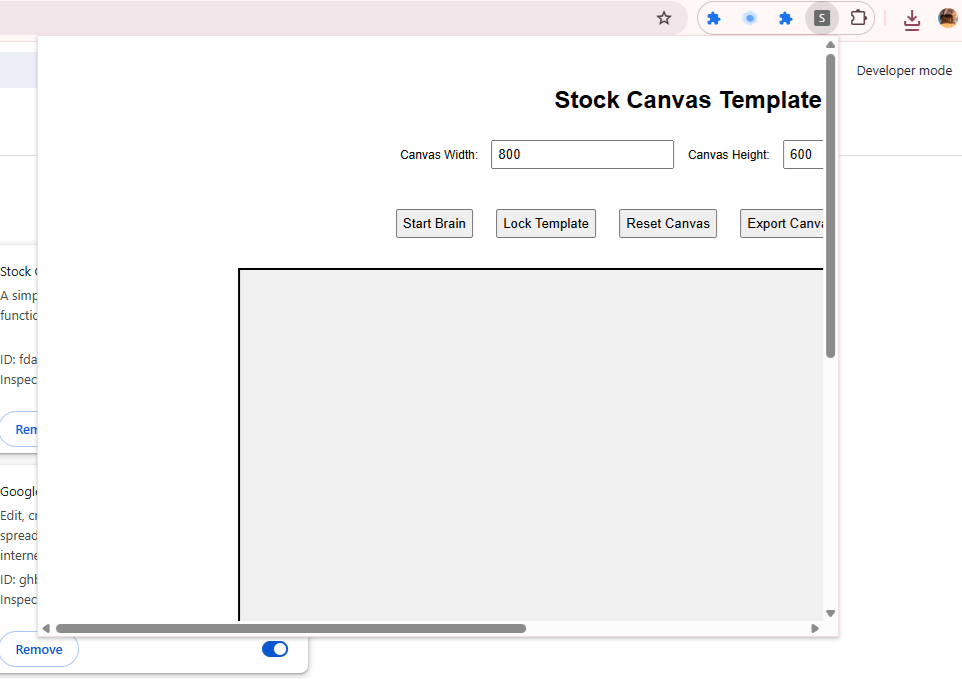 S
Developer mode
Stock Canvas Template
Canvas Width: 800 Canvas Height: 600
Start Brain Lock Template Reset Canvas Export Canva
Stock
A simp
functio
ID: fda
Inspec
Rem
Google
Edit, cr
spread
interne
ID: ghb
Inspec
Remove